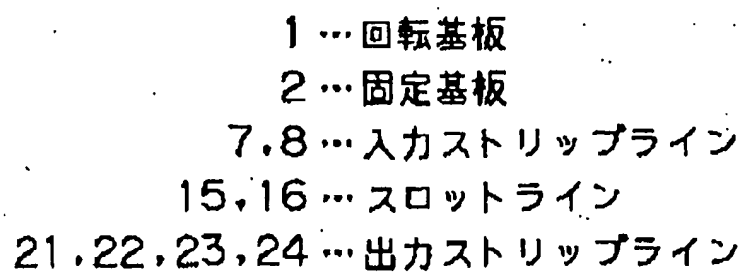 1…回転基板
2…固定基板
7,8…入力ストリップライン
15,16…スロットライン
21,22,23,24…出力ストリップライン